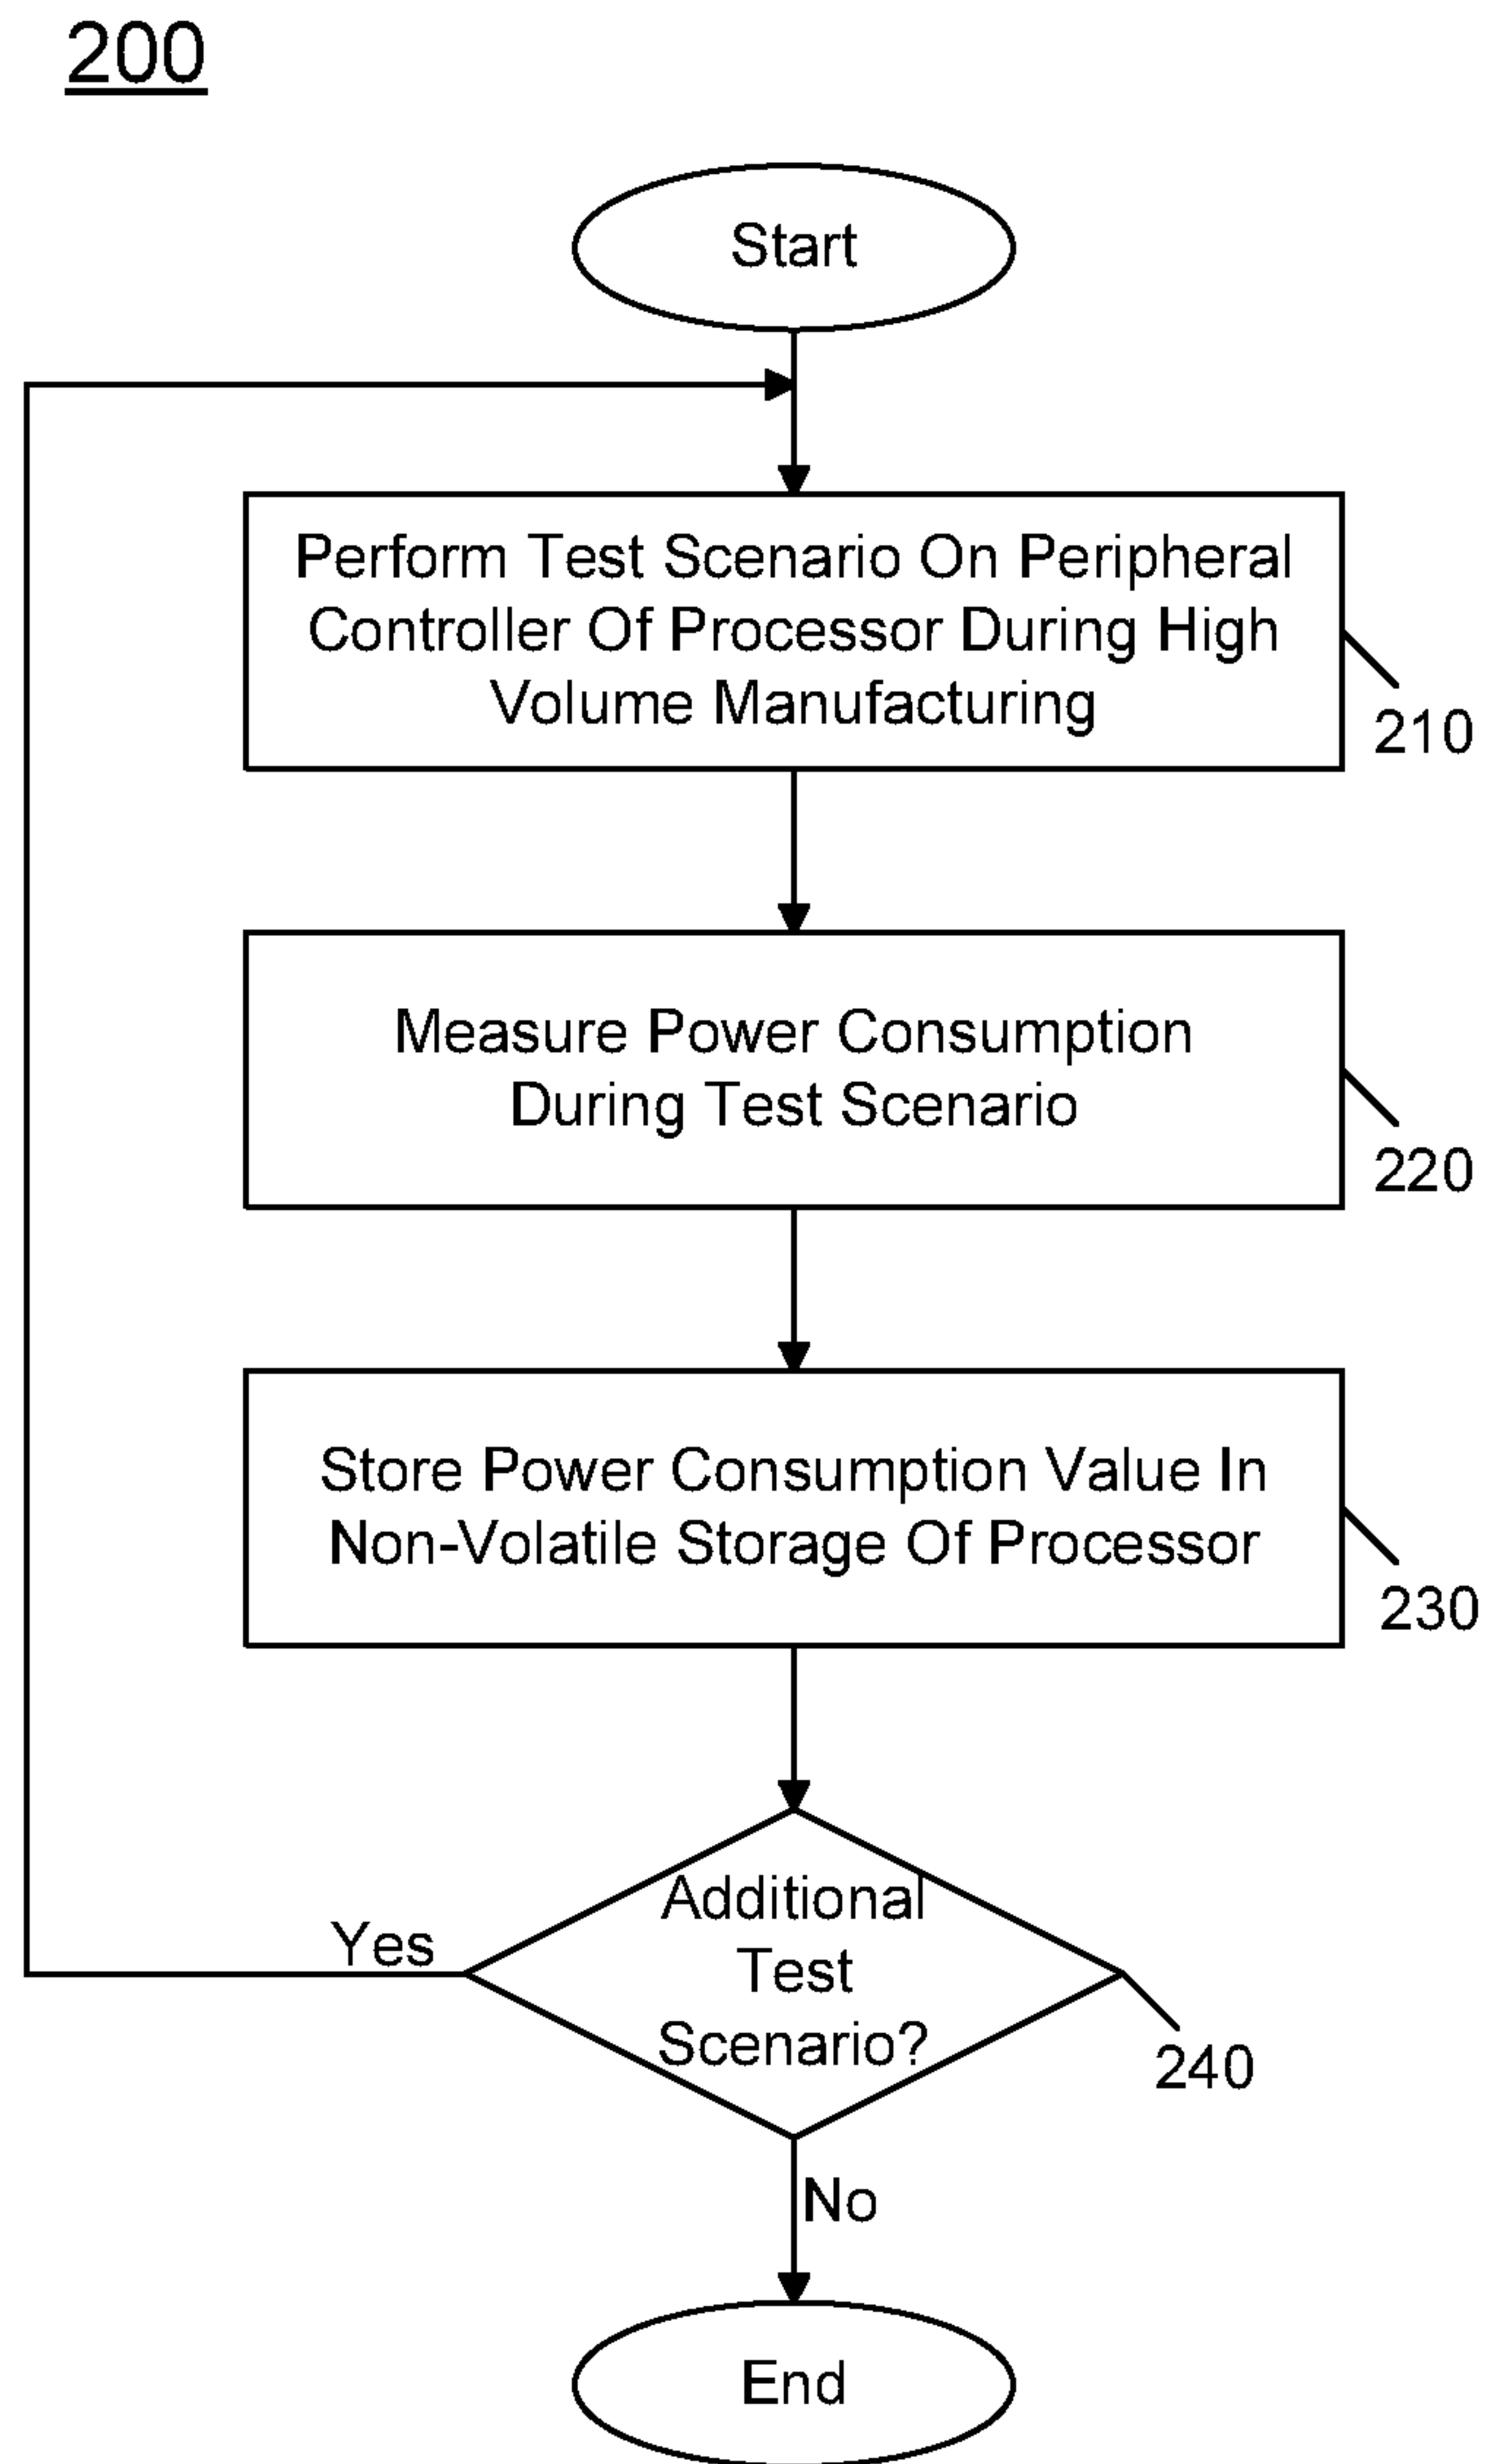 200
Start
Perform Test Scenario On Peripheral
Controller Of Processor During High
Volume Manufacturing
210
Measure Power Consumption
During Test Scenario
220
Store Power Consumption Value In
Non-Volatile Storage Of Processor
230
Additional
Test
Scenario?
Yes
240
No
End